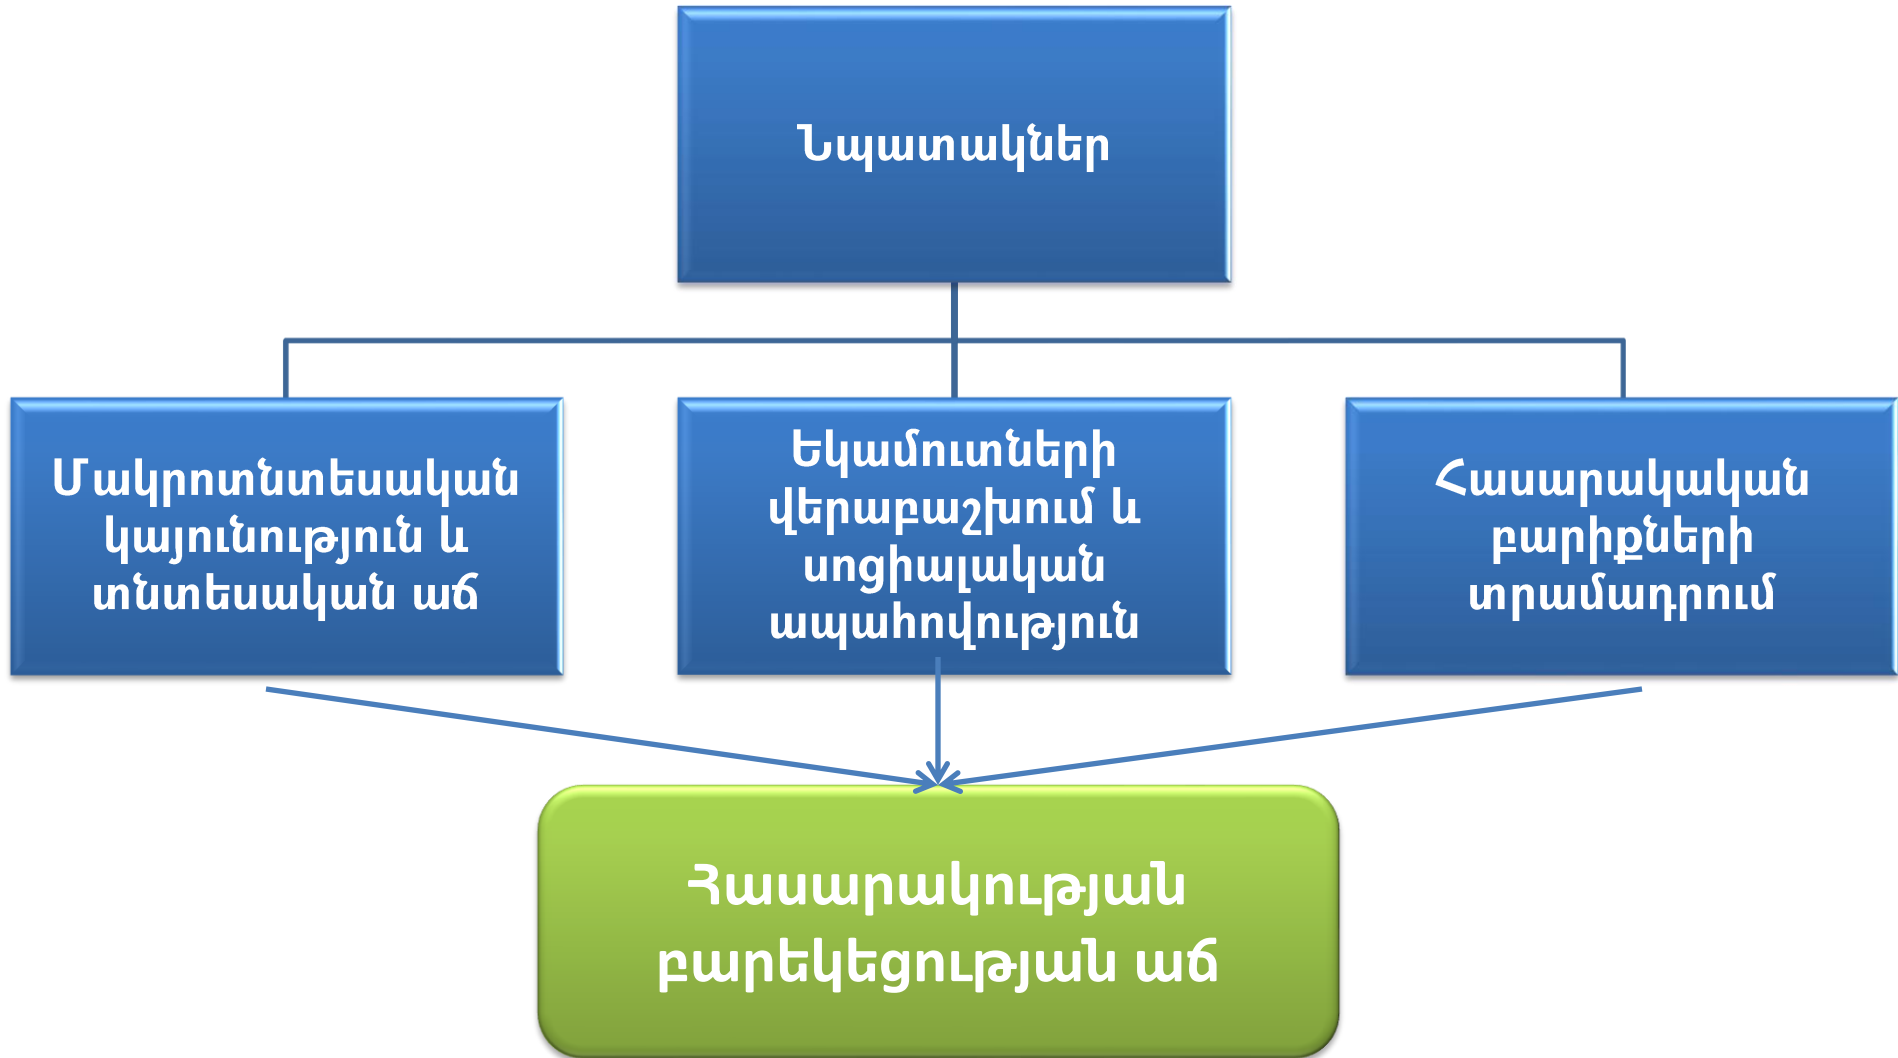 Նպատակներ
Մակրոտնտեսական
կայունություն և
տնտեսական աճ
Եկամուտների
վերաբաշխում և
սոցիալական
ապահովություն
Հասարակական
բարիքների
տրամադրում
Հասարակության
բարեկեցության աճ